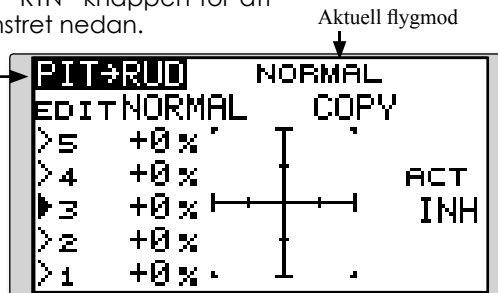 "RTN" knappen för att
nstret nedan.
Aktuell flygmod
PIT→RUD NORMAL
EDIT NORMAL COPY
>5 +0%
>4 +0% ACT
▶3 +0% INH
>2 +0%
>1 +0%